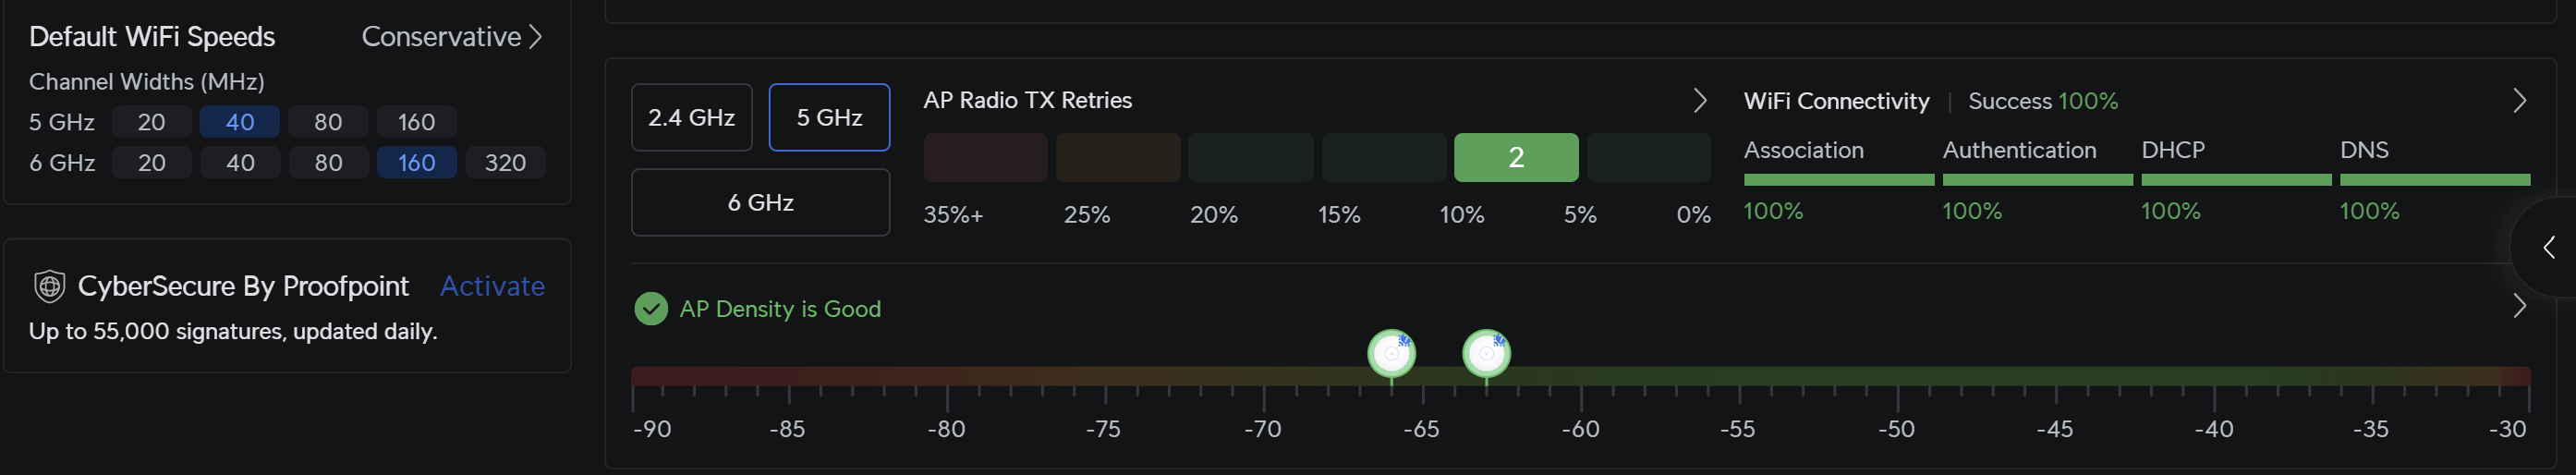 Default WiFi Speeds Conservative
Channel Widths (MHz)
5 GHz 20 40 80 160
6 GHz 20 40 80 160 320
CyberSecure By Proofpoint Activate
Up to 55,000 signatures, updated daily.
2.4 GHz 5 GHz
6 GHz
AP Radio TX Retries
2
35%+ 25% 20% 15% 10% 5% 0%
WiFi Connectivity | Success 100%
Association Authentication DHCP DNS
100% 100% 100% 100%
AP Density is Good
-90 -85 -80 -75 -70 -65 -60 -55 -50 -45 -40 -35 -30